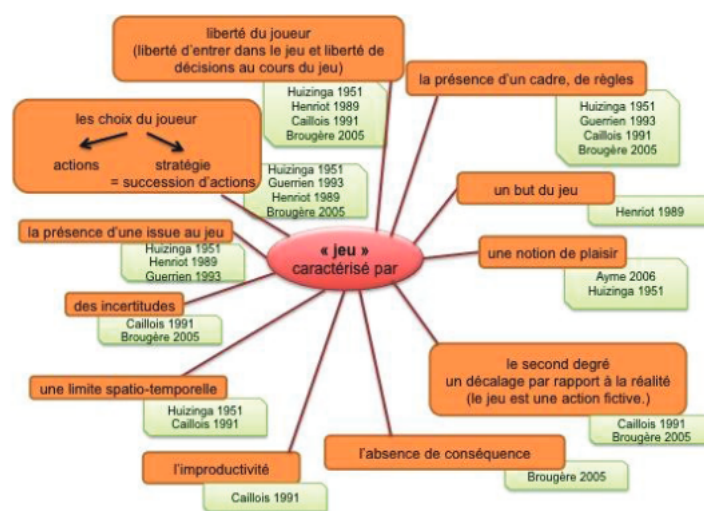 liberté du joueur
(liberté d'entrer dans le jeu et liberté de
décisions au cours du jeu)
Huizinga 1951
Henriot 1989
Caillois 1991
Brougère 2005
la présence d'un cadre, de règles
Huizinga 1951
Guerrien 1993
Caillois 1991
Brougère 2005
les choix du joueur
actions
stratégie
= succession d'actions
Huizinga 1951
Guerrien 1993
Henriot 1989
Brougère 2005
un but du jeu
Henriot 1989
la présence d'une issue au jeu
Huizinga 1951
Henriot 1989
Guerrien 1993
« jeu »
caractérisé par
une notion de plaisir
Ayme 2006
Huizinga 1951
des incertitudes
Caillois 1991
Brougère 2005
le second degré
un décalage par rapport à la réalité
(le jeu est une action fictive.)
Caillois 1991
Brougère 2005
une limite spatio-temporelle
Huizinga 1951
Caillois 1991
l'absence de conséquence
Brougère 2005
l'improductivité
Caillois 1991